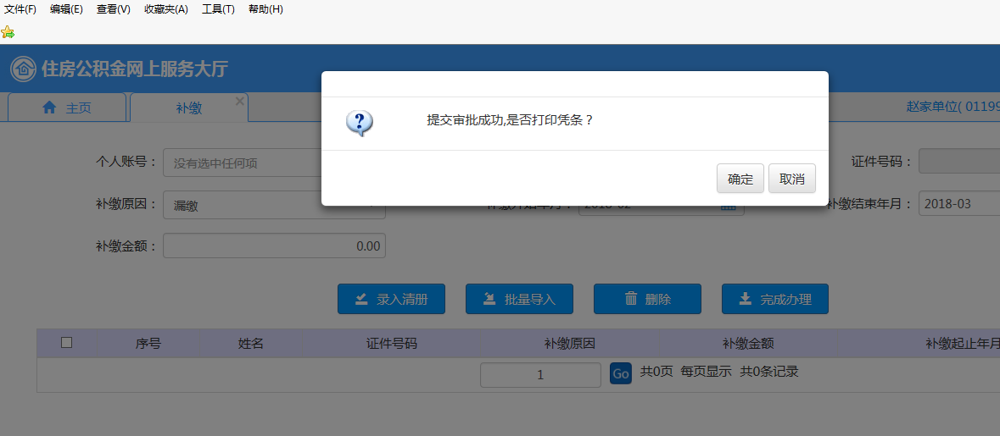 文件(F) 编辑(E) 查看(V) 收藏夹(A) 工具(T) 帮助(H)
住房公积金网上服务大厅
主页 补缴 赵家单位( 01199
提交审批成功,是否打印凭条？
确定 取消
个人账号： 没有选中任何项 证件号码：
补缴原因： 漏缴 补缴开始年月： 2018-02 补缴结束年月： 2018-03
补缴金额： 0.00
录入清册 批量导入 删除 完成办理
序号 姓名 证件号码 补缴原因 补缴金额 补缴起止年月
1 Go 共0页 每页显示 共0条记录